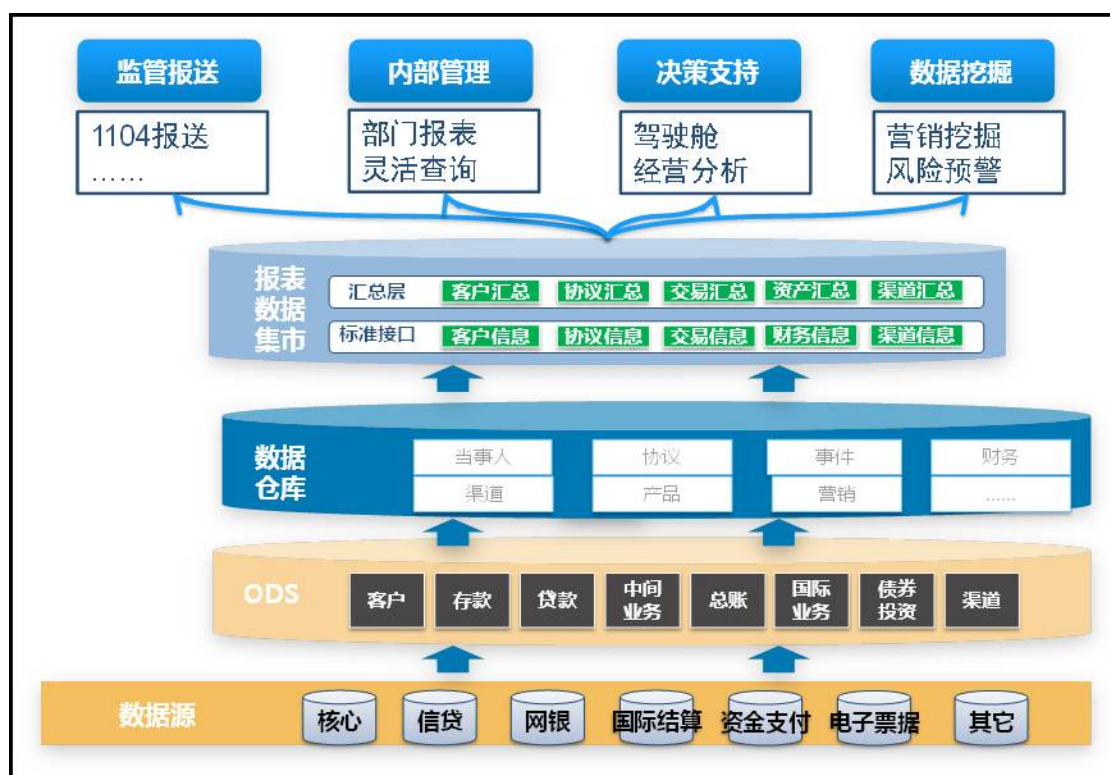 监管报送
内部管理
决策支持
数据挖掘
1104报送
……
部门报表
灵活查询
驾驶舱
经营分析
营销挖掘
风险预警
报表
数据
集市
汇总层
客户汇总
协议汇总
交易汇总
资产汇总
渠道汇总
标准接口
客户信息
协议信息
交易信息
财务信息
渠道信息
数据
仓库
当事人
协议
事件
财务
渠道
产品
营销
......
ODS
客户
存款
贷款
中间
业务
总账
国际
业务
债券
投资
渠道
数据源
核心
信贷
网银
国际结算
资金支付
电子票据
其它